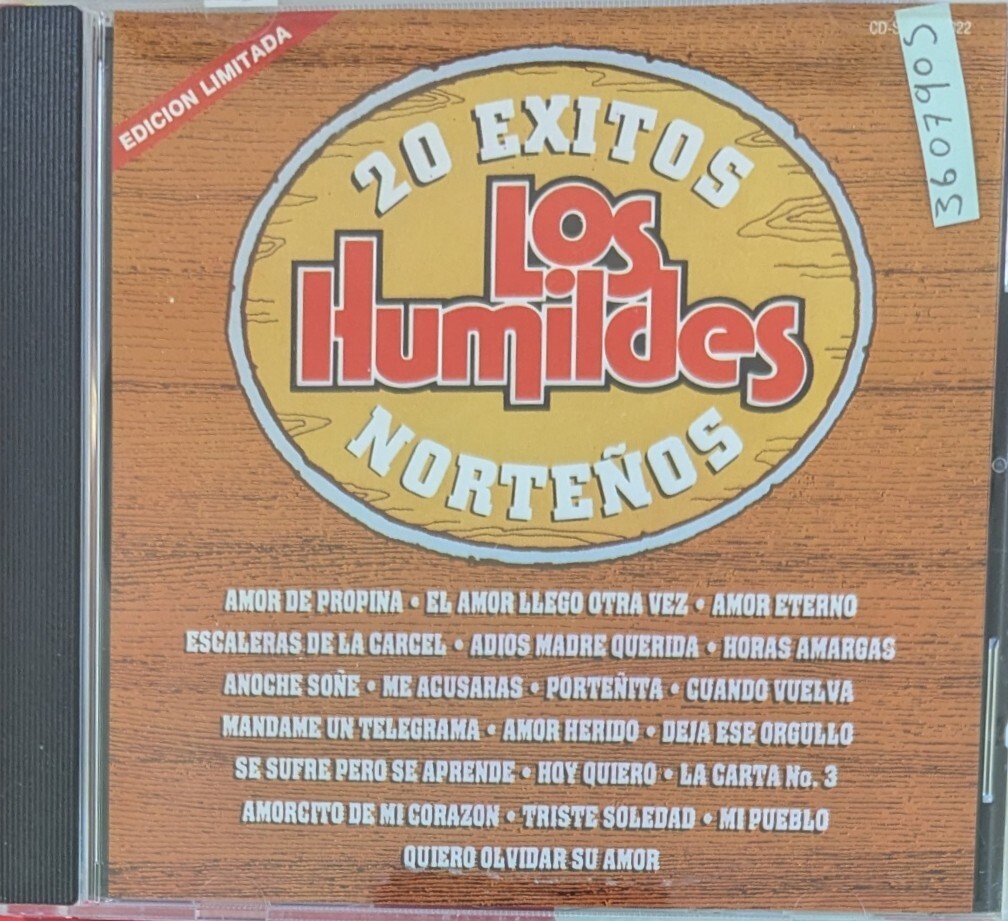 EDICION LIMITADA
20 EXITOS
LOS
HUMILDES
NORTEÑOS
AMOR DE PROPINA • EL AMOR LLEGO OTRA VEZ • AMOR ETERNO
ESCALERAS DE LA CARCEL • ADIOS MADRE QUERIDA • HORAS AMARGAS
ANOCHE SOÑE • ME ACUSARAS • PORTEÑITA • CUANDO VUELVA
MANDAME UN TELEGRAMA • AMOR HERIDO • DEJA ESE ORGULLO
SE SUFRE PERO SE APRENDE • HOY QUIERO • LA CARTA No. 3
AMORCITO DE MI CORAZON • TRISTE SOLEDAD • MI PUEBLO
QUIERO OLVIDAR SU AMOR